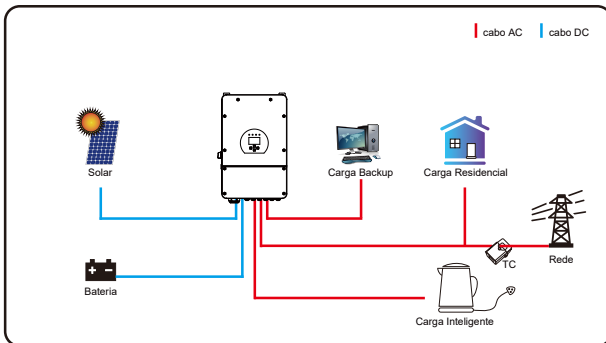 cabo AC
cabo DC
Solar
Carga Backup
Carga Residencial
Rede
TC
Bateria
Carga Inteligente